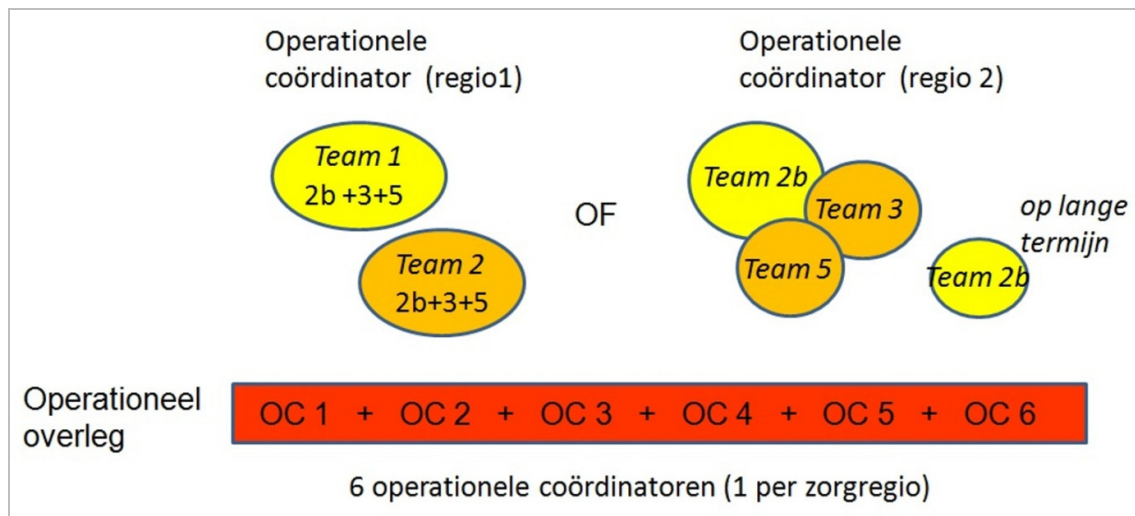 Operationele
coördinator (regio1)
Operationele
coördinator (regio 2)
Team 1
2b +3+5
Team 2
2b+3+5
OF
Team 2b
Team 3
Team 5
op lange
termijn
Team 2b
Operationeel
overleg
OC 1 + OC 2 + OC 3 + OC 4 + OC 5 + OC 6
6 operationele coördinatoren (1 per zorgregio)